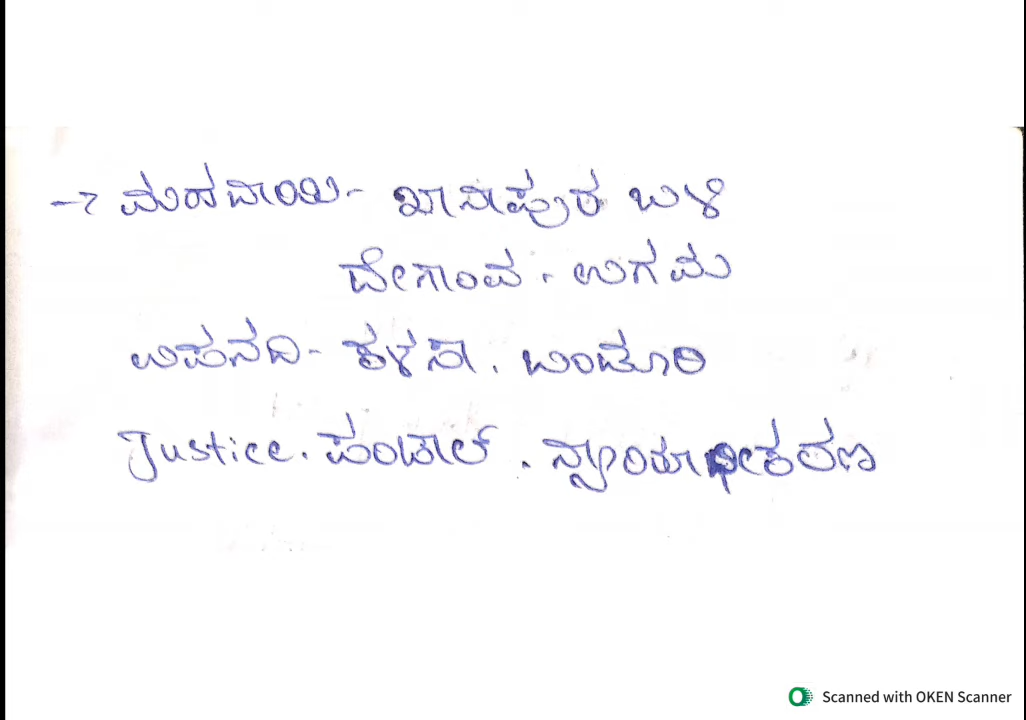 → ಮಹದಾಯಿ - ಖಾನಾಪುರ ಬಳಿ
ದೇಗಾಂವ - ಉಗಮ
ಉಪನದಿ - ಕಳಸಾ. ಬಂಡೂರಿ
Justice. ಪಂಚಾಲ್. ನ್ಯಾಯಾಧೀಕರಣ
Scanned with OKEN Scanner